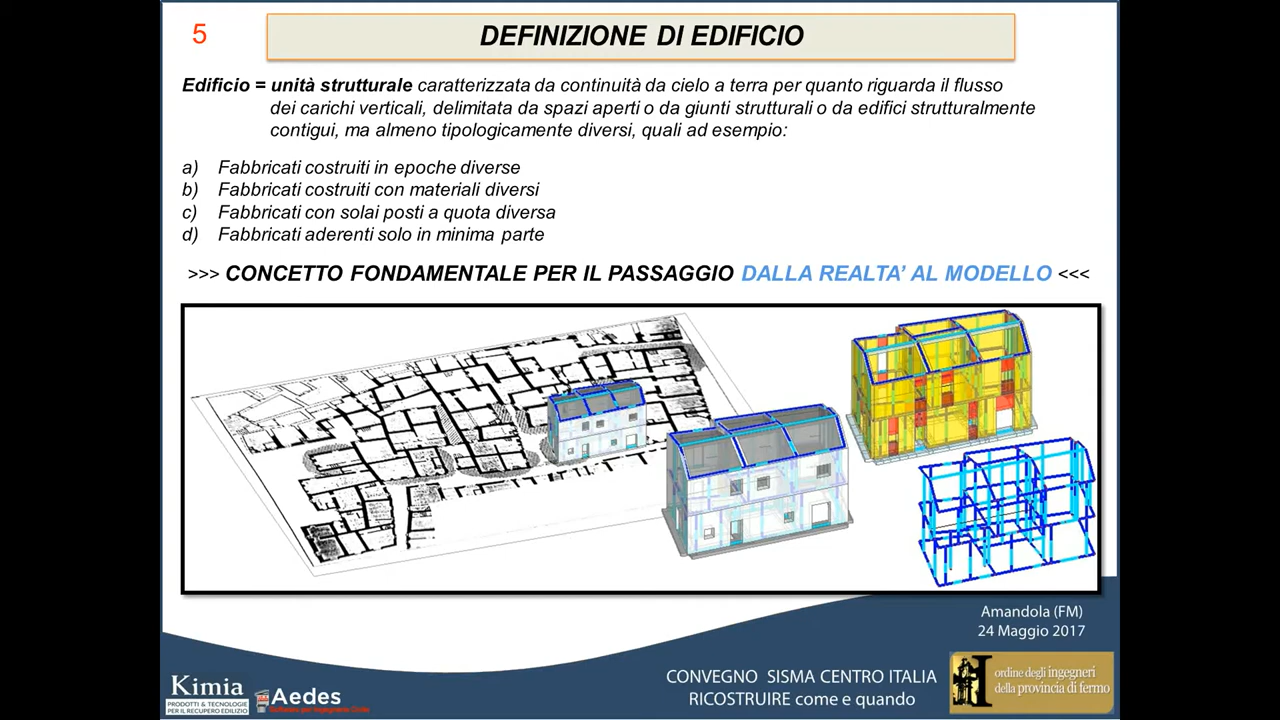 5
DEFINIZIONE DI EDIFICIO
Edificio = unità strutturale caratterizzata da continuità da cielo a terra per quanto riguarda il flusso
dei carichi verticali, delimitata da spazi aperti o da giunti strutturali o da edifici strutturalmente
contigui, ma almeno tipologicamente diversi, quali ad esempio:
a) Fabbricati costruiti in epoche diverse
b) Fabbricati costruiti con materiali diversi
c) Fabbricati con solai posti a quota diversa
d) Fabbricati aderenti solo in minima parte
>>> CONCETTO FONDAMENTALE PER IL PASSAGGIO DALLA REALTA’ AL MODELLO <<<
Amandola (FM)
24 Maggio 2017
CONVEGNO SISMA CENTRO ITALIA
RICOSTRUIRE come e quando
ordine degli ingegneri
della provincia di fermo
Kimia
PRODOTTI & TECNOLOGIE
PER IL RECUPERO EDILIZIO
Aedes
Software per Ingegneria Civile